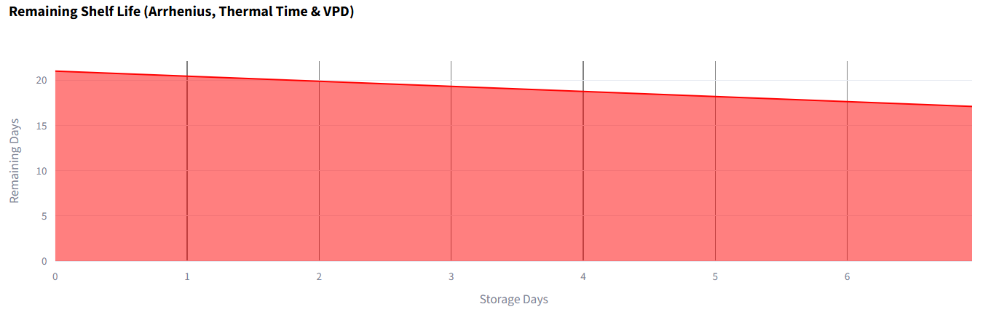 Remaining Shelf Life (Arrhenius, Thermal Time & VPD)
20
15
10
5
0
Remaining Days
0 1 2 3 4 5 6
Storage Days